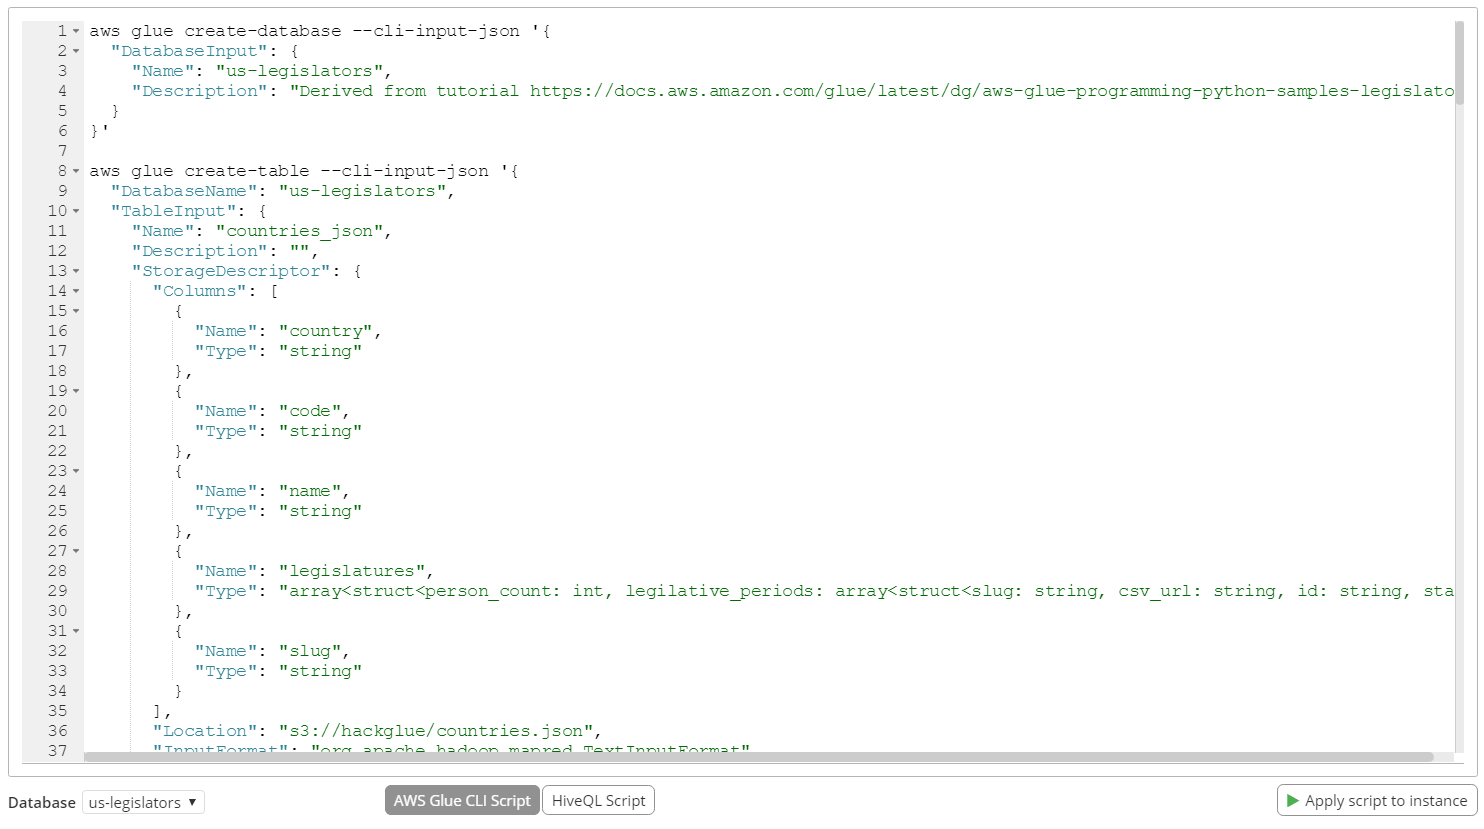 1 aws glue create-database --cli-input-json '{
2 "DatabaseInput": {
3 "Name": "us-legislators",
4 "Description": "Derived from tutorial https://docs.aws.amazon.com/glue/latest/dg/aws-glue-programming-python-samples-legislato
5 }
6 }'
7
8 aws glue create-table --cli-input-json '{
9 "DatabaseName": "us-legislators",
10 "TableInput": {
11 "Name": "countries_json",
12 "Description": "",
13 "StorageDescriptor": {
14 "Columns": [
15 {
16 "Name": "country",
17 "Type": "string"
18 },
19 {
20 "Name": "code",
21 "Type": "string"
22 },
23 {
24 "Name": "name",
25 "Type": "string"
26 },
27 {
28 "Name": "legislatures",
29 "Type": "array<struct<person_count: int, legilative_periods: array<struct<slug: string, csv_url: string, id: string, sta
30 },
31 {
32 "Name": "slug",
33 "Type": "string"
34 }
35 ],
36 "Location": "s3://hackglue/countries.json",
37 "InputFormat": "org.apache.hadoop.mapred.TextInputFormat"
Database us-legislators AWS Glue CLI Script HiveQL Script Apply script to instance